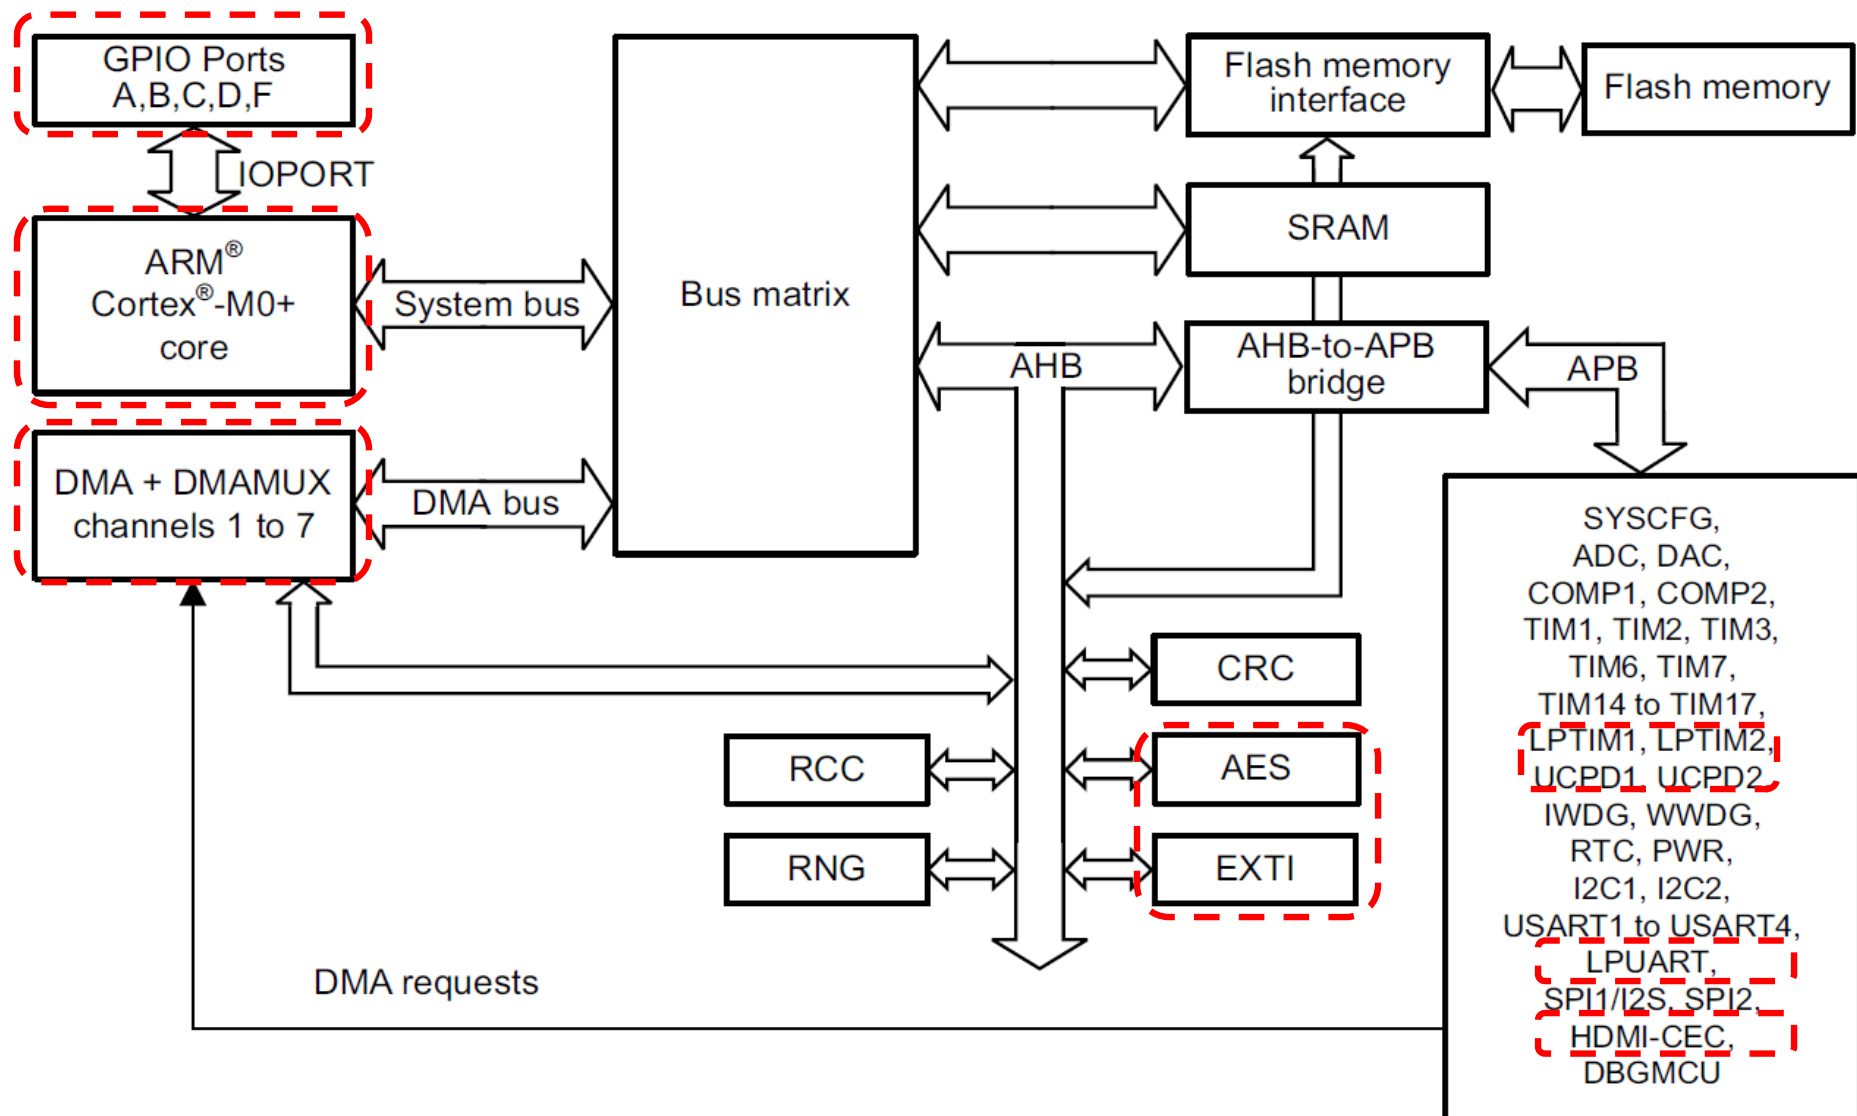 GPIO Ports
A,B,C,D,F
IOPORT
ARM®
Cortex®-M0+
core
System bus
DMA + DMAMUX
channels 1 to 7
DMA bus
Bus matrix
Flash memory
interface
Flash memory
SRAM
AHB
AHB-to-APB
bridge
APB
CRC
RCC
AES
RNG
EXTI
DMA requests
SYSCFG,
ADC, DAC,
COMP1, COMP2,
TIM1, TIM2, TIM3,
TIM6, TIM7,
TIM14 to TIM17,
LPTIM1, LPTIM2,
UCPD1, UCPD2
IWDG, WWDG,
RTC, PWR,
I2C1, I2C2,
USART1 to USART4,
LPUART,
SPI1/I2S, SPI2,
HDMI-CEC,
DBGMCU